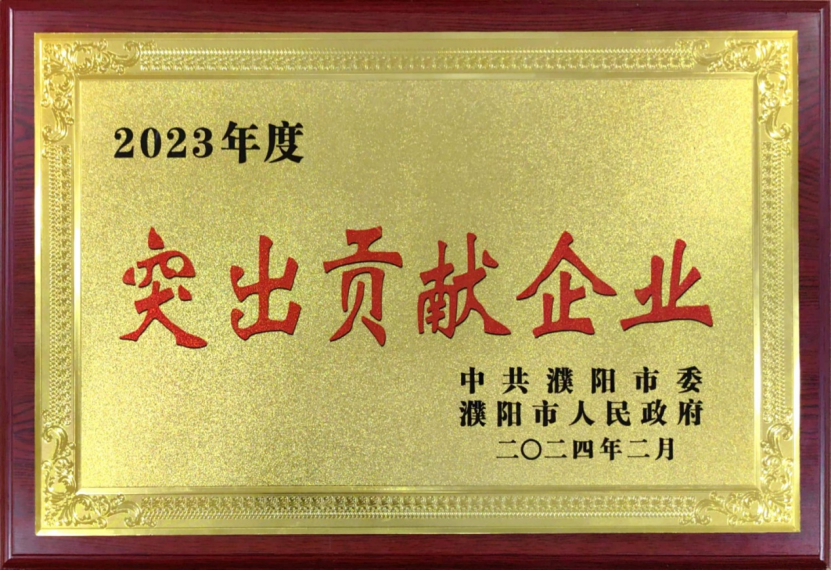 2023年度
突出贡献企业
中共濮阳市委
濮阳市人民政府
二〇二四年二月